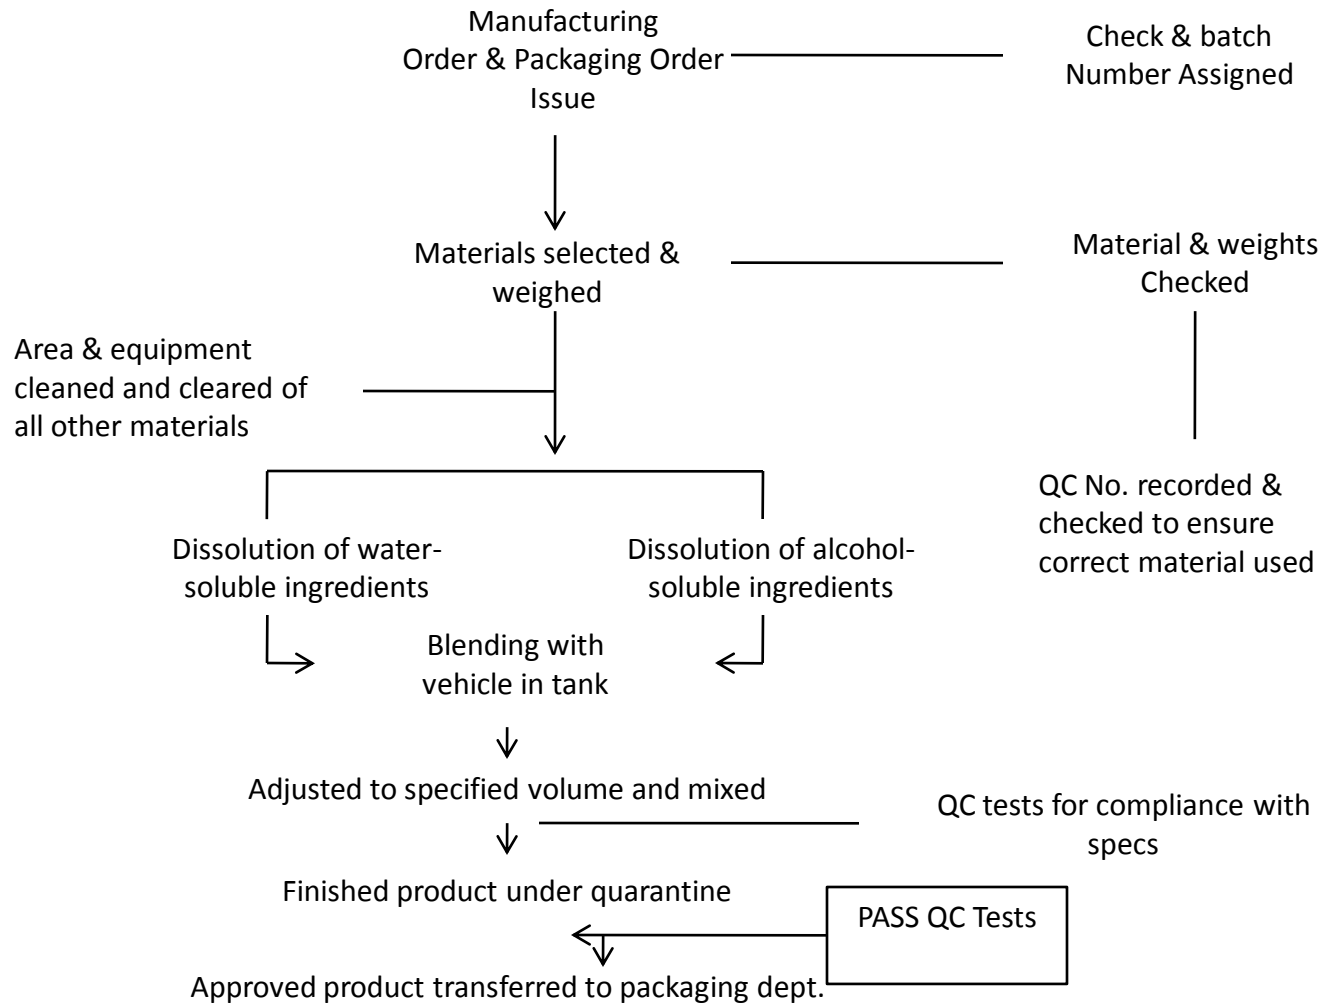 Manufacturing
Order & Packaging Order
Issue
Check & batch
Number Assigned
Materials selected &
weighed
Material & weights
Checked
Area & equipment
cleaned and cleared of
all other materials
QC No. recorded &
checked to ensure
correct material used
Dissolution of water-
soluble ingredients
Dissolution of alcohol-
soluble ingredients
Blending with
vehicle in tank
Adjusted to specified volume and mixed
QC tests for compliance with
specs
Finished product under quarantine
PASS QC Tests
Approved product transferred to packaging dept.